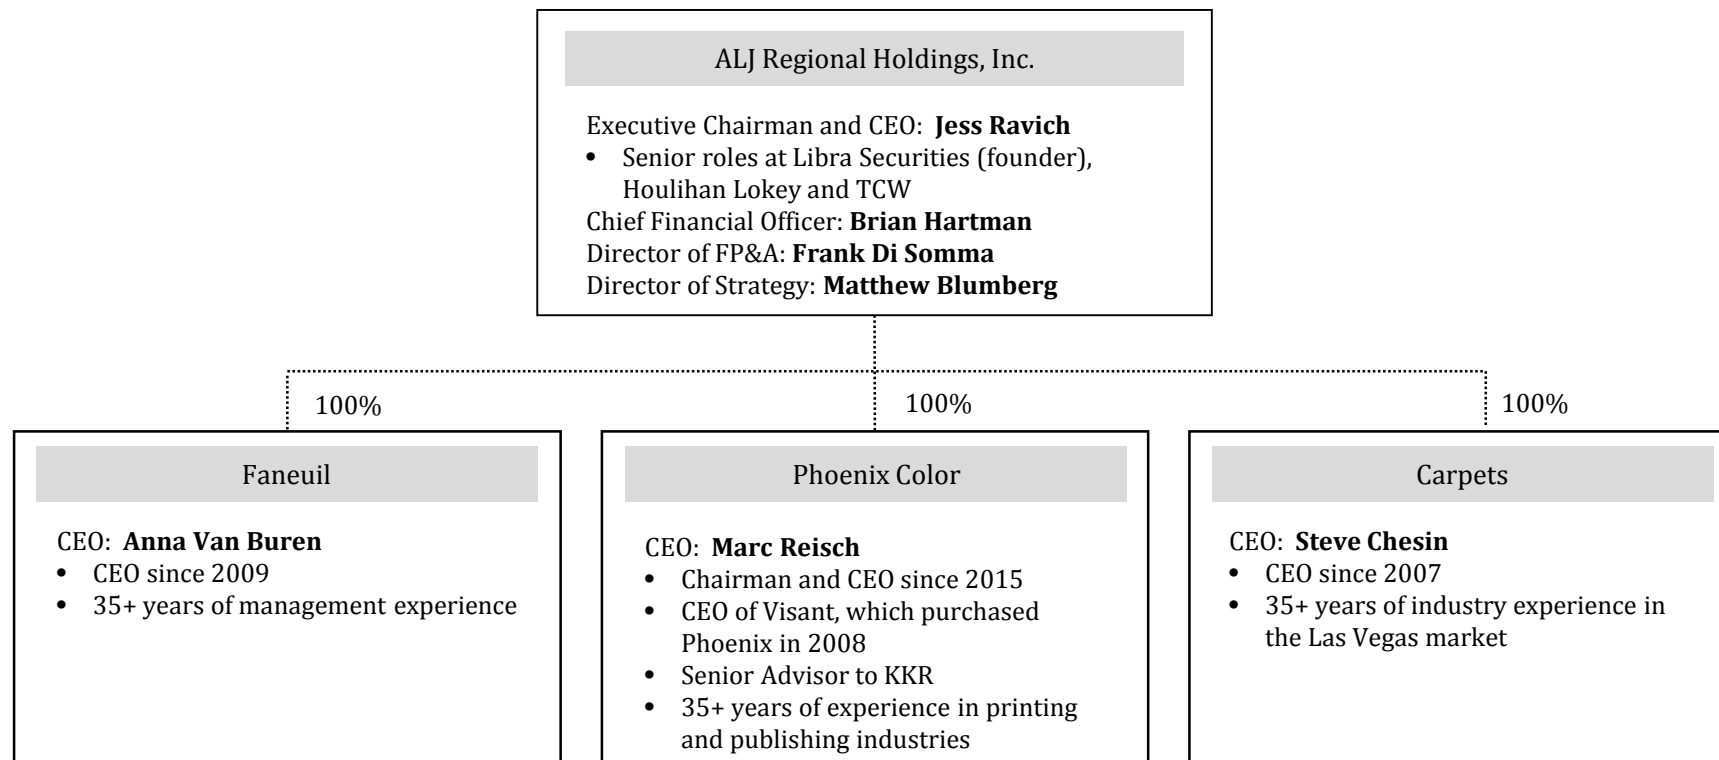 ALJ Regional Holdings, Inc.
Executive Chairman and CEO: Jess Ravich
• Senior roles at Libra Securities (founder),
Houlihan Lokey and TCW
Chief Financial Officer: Brian Hartman
Director of FP&A: Frank Di Somma
Director of Strategy: Matthew Blumberg
100%
100%
100%
Faneuil
CEO: Anna Van Buren
• CEO since 2009
• 35+ years of management experience
Phoenix Color
CEO: Marc Reisch
• Chairman and CEO since 2015
• CEO of Visant, which purchased
Phoenix in 2008
• Senior Advisor to KKR
• 35+ years of experience in printing
and publishing industries
Carpets
CEO: Steve Chesin
• CEO since 2007
• 35+ years of industry experience in
the Las Vegas market